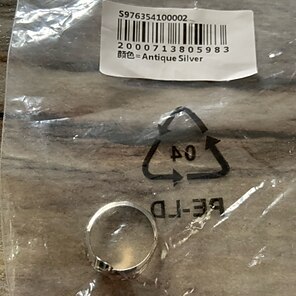 S976354100002
2000713805983
颜色=Antique Silver
04
PE-LD